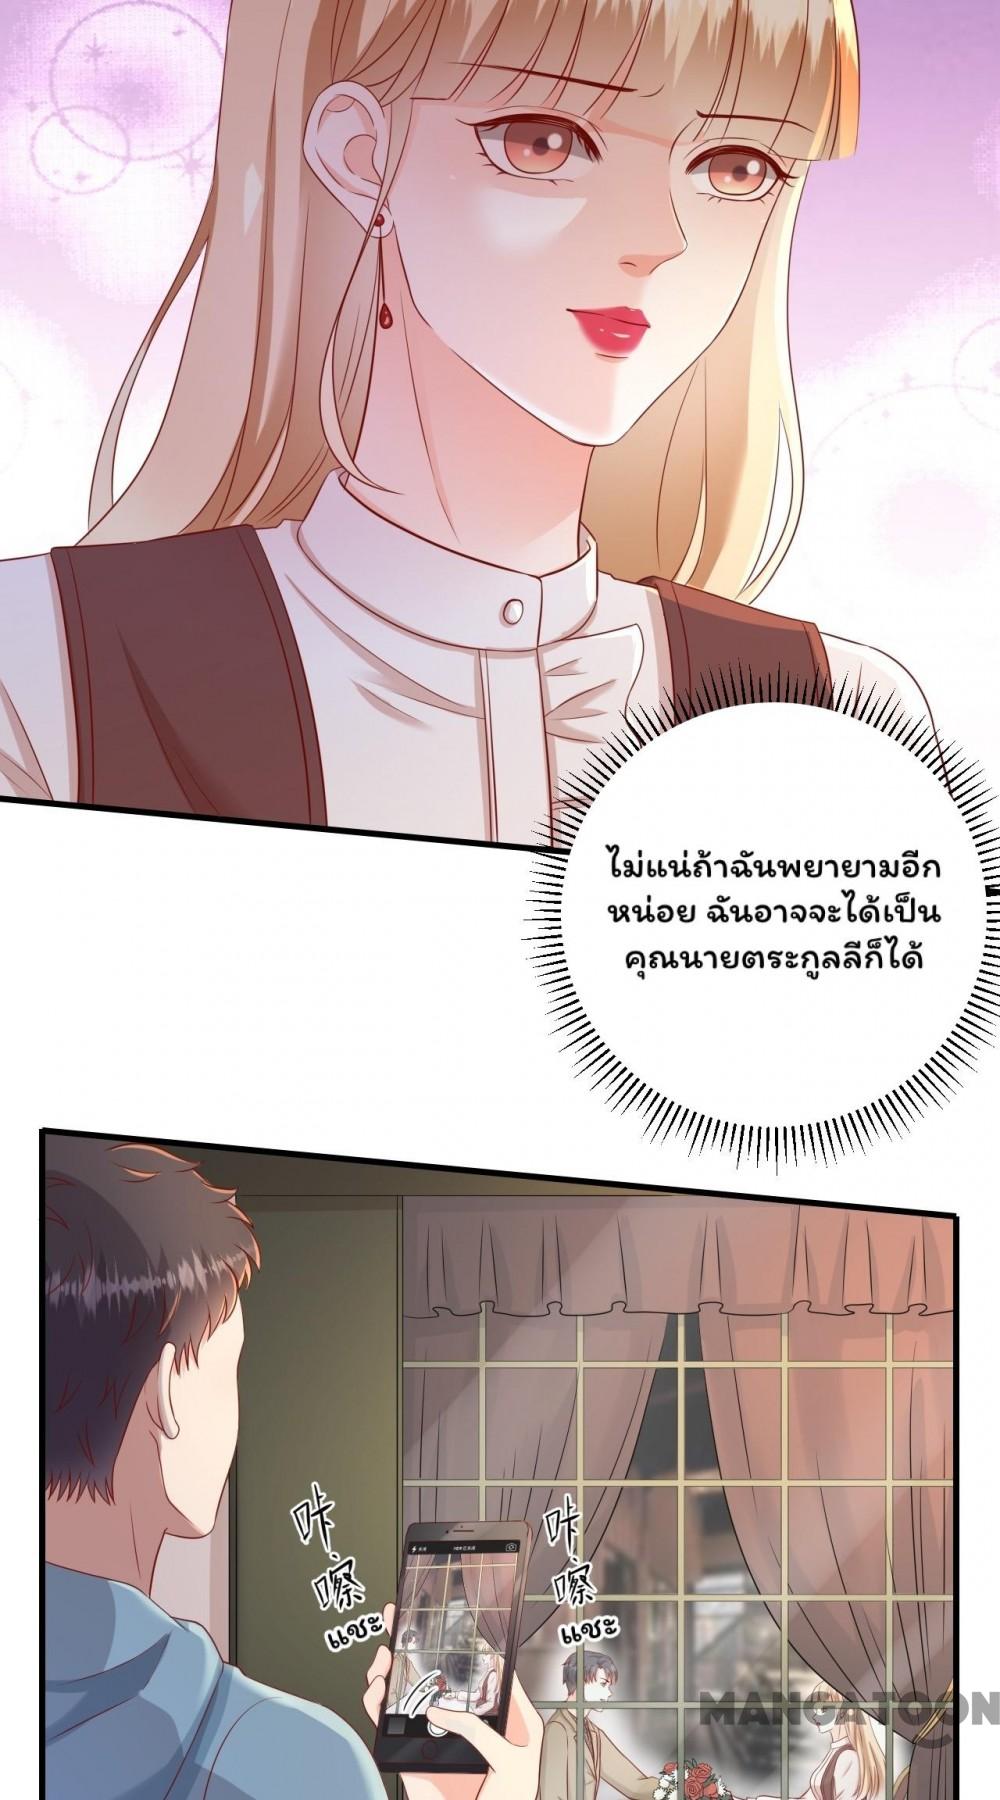 ไม่แน่ถ้าฉันพยายามอีก
หน่อย ฉันอาจจะได้เป็น
คุณนายตระกูลลีก็ได้
咔嚓
แชะ
咔嚓
แชะ
MANGATOON